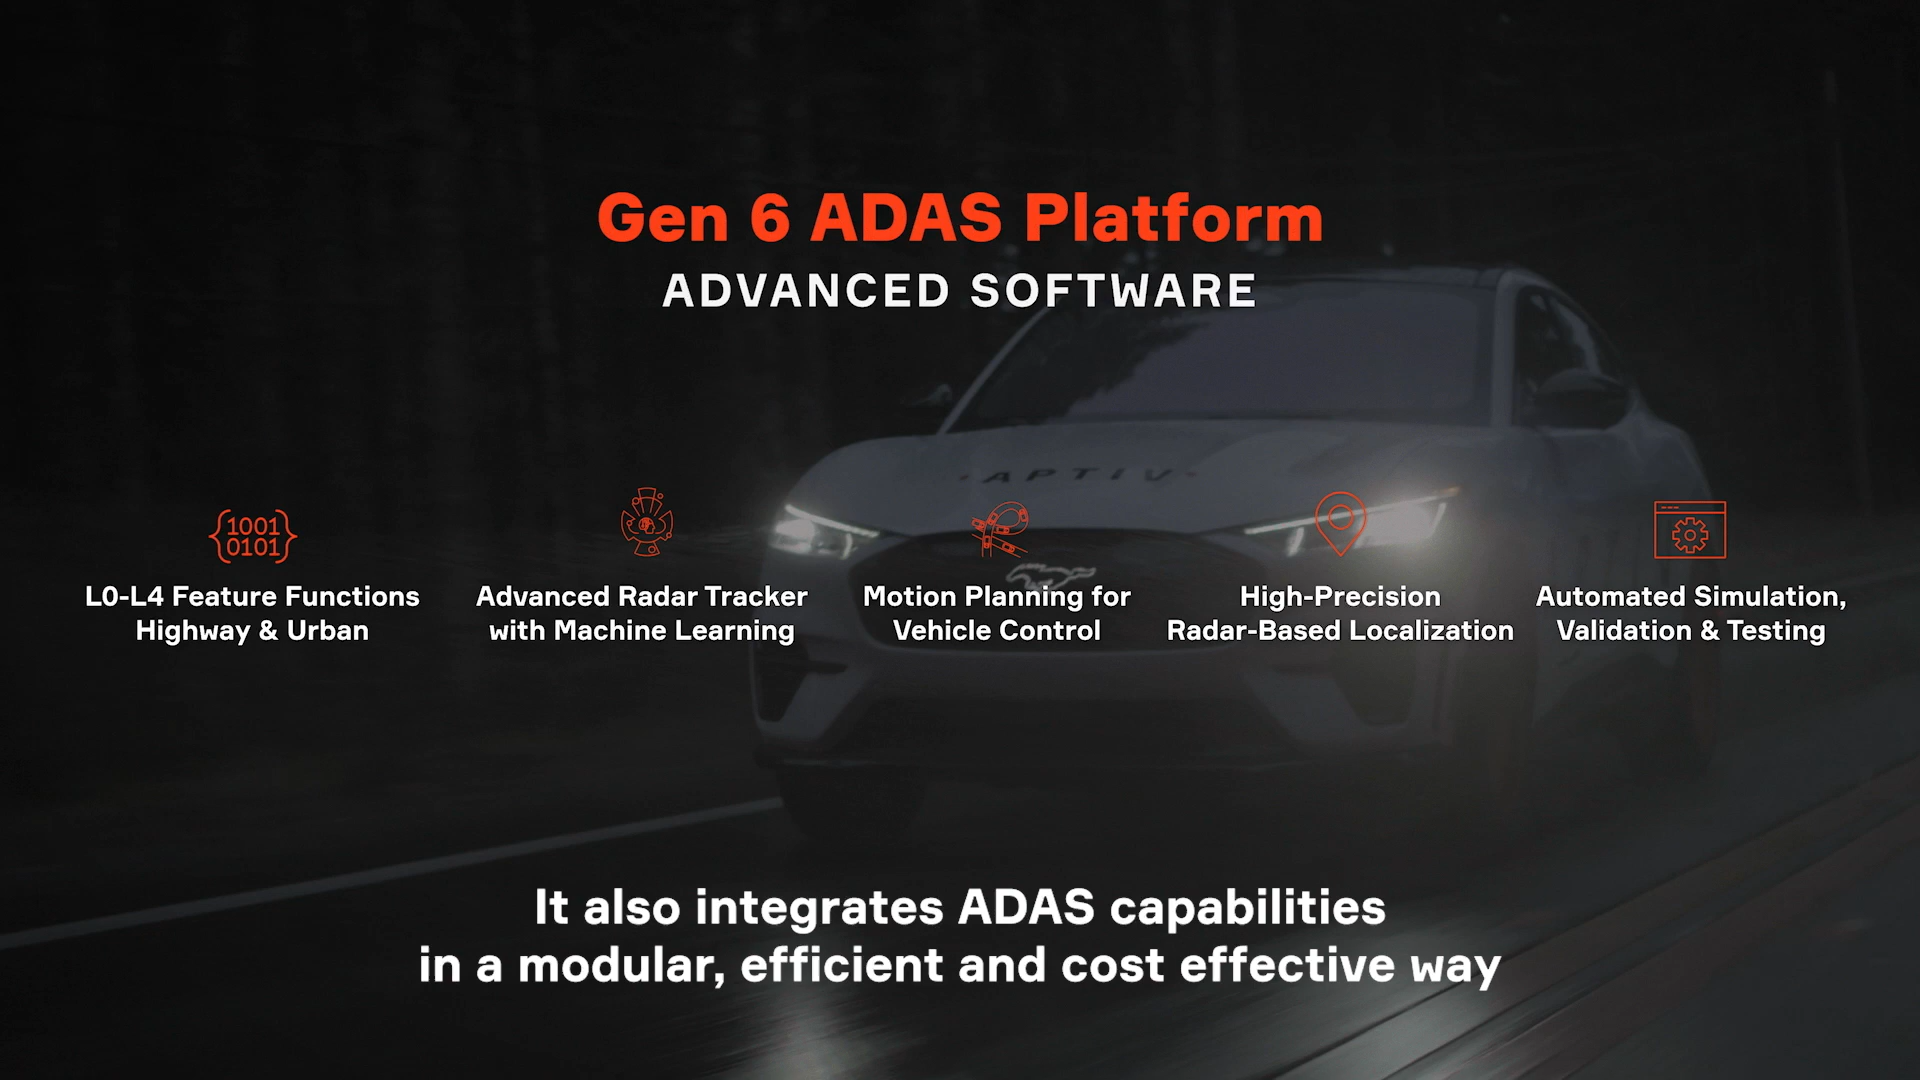 Gen 6 ADAS Platform
ADVANCED SOFTWARE
APTIV
1001
0101
L0-L4 Feature Functions
Highway & Urban
Advanced Radar Tracker
with Machine Learning
Motion Planning for
Vehicle Control
High-Precision
Radar-Based Localization
Automated Simulation,
Validation & Testing
It also integrates ADAS capabilities
in a modular, efficient and cost effective way